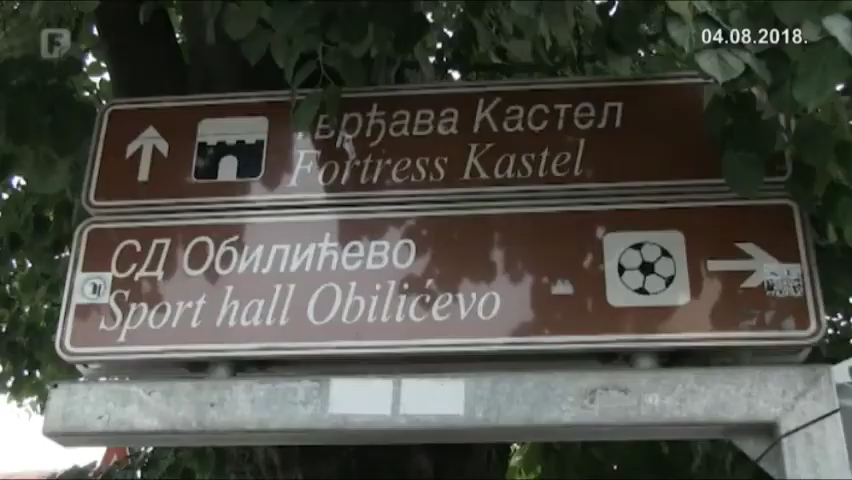 04.08.2018.
врђава Кастел
Fortress Kastel
СД Обилићево
Sport hall Obilićevo